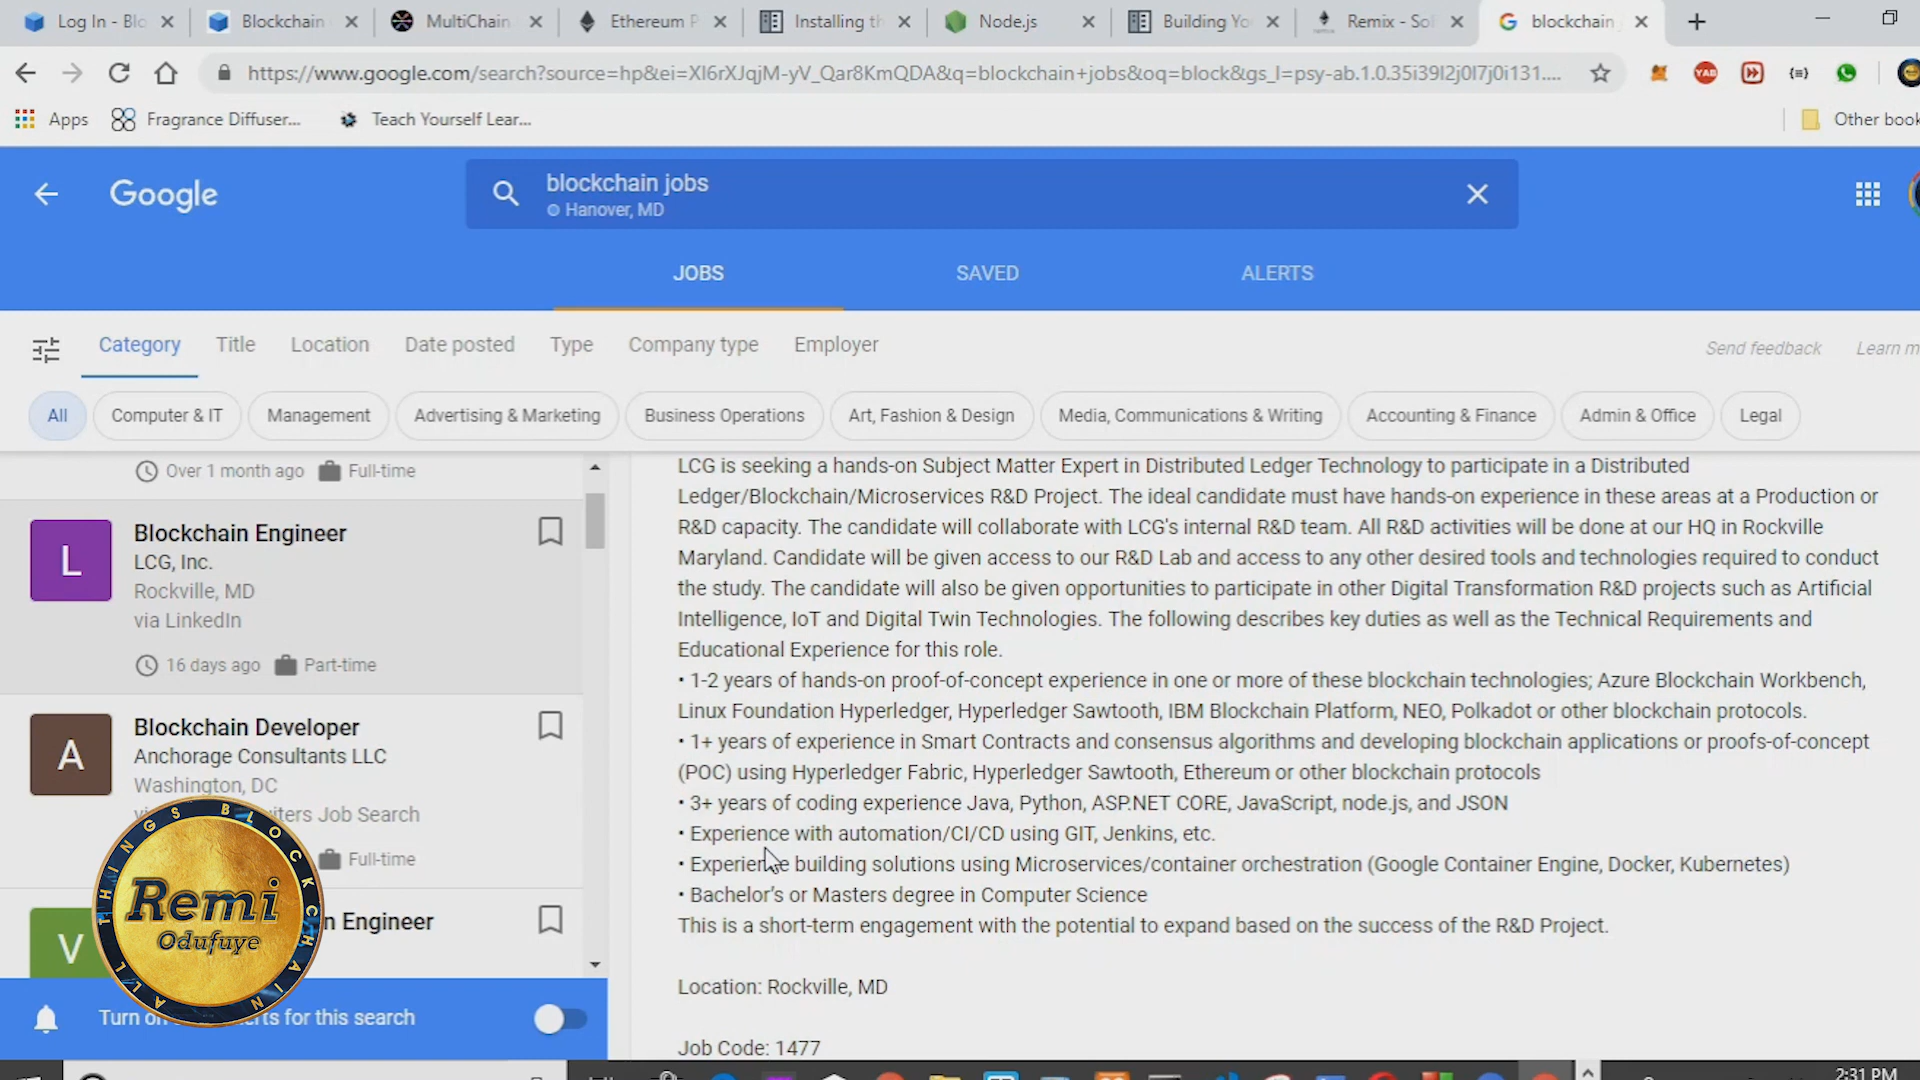 Log In - Blo
Blockchain
MultiChain
Ethereum P
Installing th
Node.js
Building Yo
Remix - Sol
blockchain
https://www.google.com/search?source=hp&ei=XI6rXJqjM-yV_Qar8KmQDA&q=blockchain+jobs&oq=block&gs_l=psy-ab.1.0.35i39l2j0l7j0i131....
Apps
Fragrance Diffuser...
Teach Yourself Lear...
Other book
Google
blockchain jobs
Hanover, MD
JOBS
SAVED
ALERTS
Category
Title
Location
Date posted
Type
Company type
Employer
Send feedback
Learn m
All
Computer & IT
Management
Advertising & Marketing
Business Operations
Art, Fashion & Design
Media, Communications & Writing
Accounting & Finance
Admin & Office
Legal
Over 1 month ago
Full-time
L
Blockchain Engineer
LCG, Inc.
Rockville, MD
via LinkedIn
16 days ago
Part-time
A
Blockchain Developer
Anchorage Consultants LLC
Washington, DC
iters Job Search
Full-time
V
n Engineer
Turn on
erts for this search
ALL THINGS BLOCKCHAIN
Remi
Odufuye
LCG is seeking a hands-on Subject Matter Expert in Distributed Ledger Technology to participate in a Distributed
Ledger/Blockchain/Microservices R&D Project. The ideal candidate must have hands-on experience in these areas at a Production or
R&D capacity. The candidate will collaborate with LCG's internal R&D team. All R&D activities will be done at our HQ in Rockville
Maryland. Candidate will be given access to our R&D Lab and access to any other desired tools and technologies required to conduct
the study. The candidate will also be given opportunities to participate in other Digital Transformation R&D projects such as Artificial
Intelligence, IoT and Digital Twin Technologies. The following describes key duties as well as the Technical Requirements and
Educational Experience for this role.
• 1-2 years of hands-on proof-of-concept experience in one or more of these blockchain technologies; Azure Blockchain Workbench,
Linux Foundation Hyperledger, Hyperledger Sawtooth, IBM Blockchain Platform, NEO, Polkadot or other blockchain protocols.
• 1+ years of experience in Smart Contracts and consensus algorithms and developing blockchain applications or proofs-of-concept
(POC) using Hyperledger Fabric, Hyperledger Sawtooth, Ethereum or other blockchain protocols
• 3+ years of coding experience Java, Python, ASP.NET CORE, JavaScript, node.js, and JSON
• Experience with automation/CI/CD using GIT, Jenkins, etc.
• Experience building solutions using Microservices/container orchestration (Google Container Engine, Docker, Kubernetes)
• Bachelor's or Masters degree in Computer Science
This is a short-term engagement with the potential to expand based on the success of the R&D Project.
Location: Rockville, MD
Job Code: 1477
2:31 PM